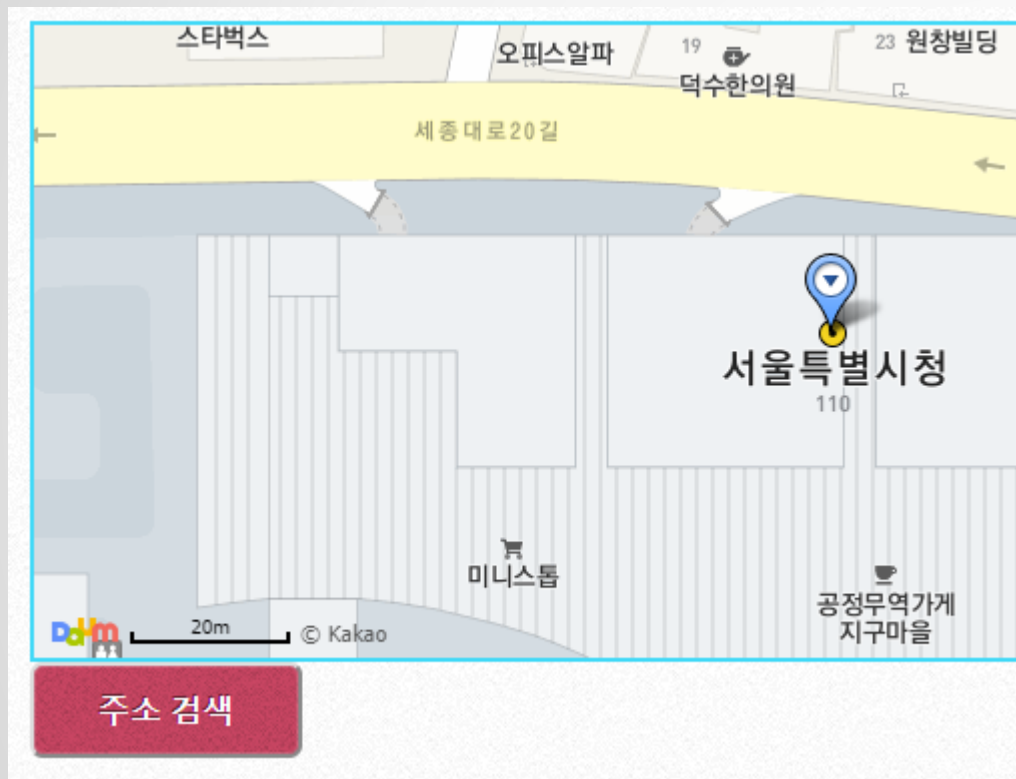 스타벅스
오피스알파
19
덕수한의원
23 원창빌딩
세종대로20길
서울특별시청
110
미니스톱
공정무역가게
지구마을
Daum
20m
© Kakao
주소 검색